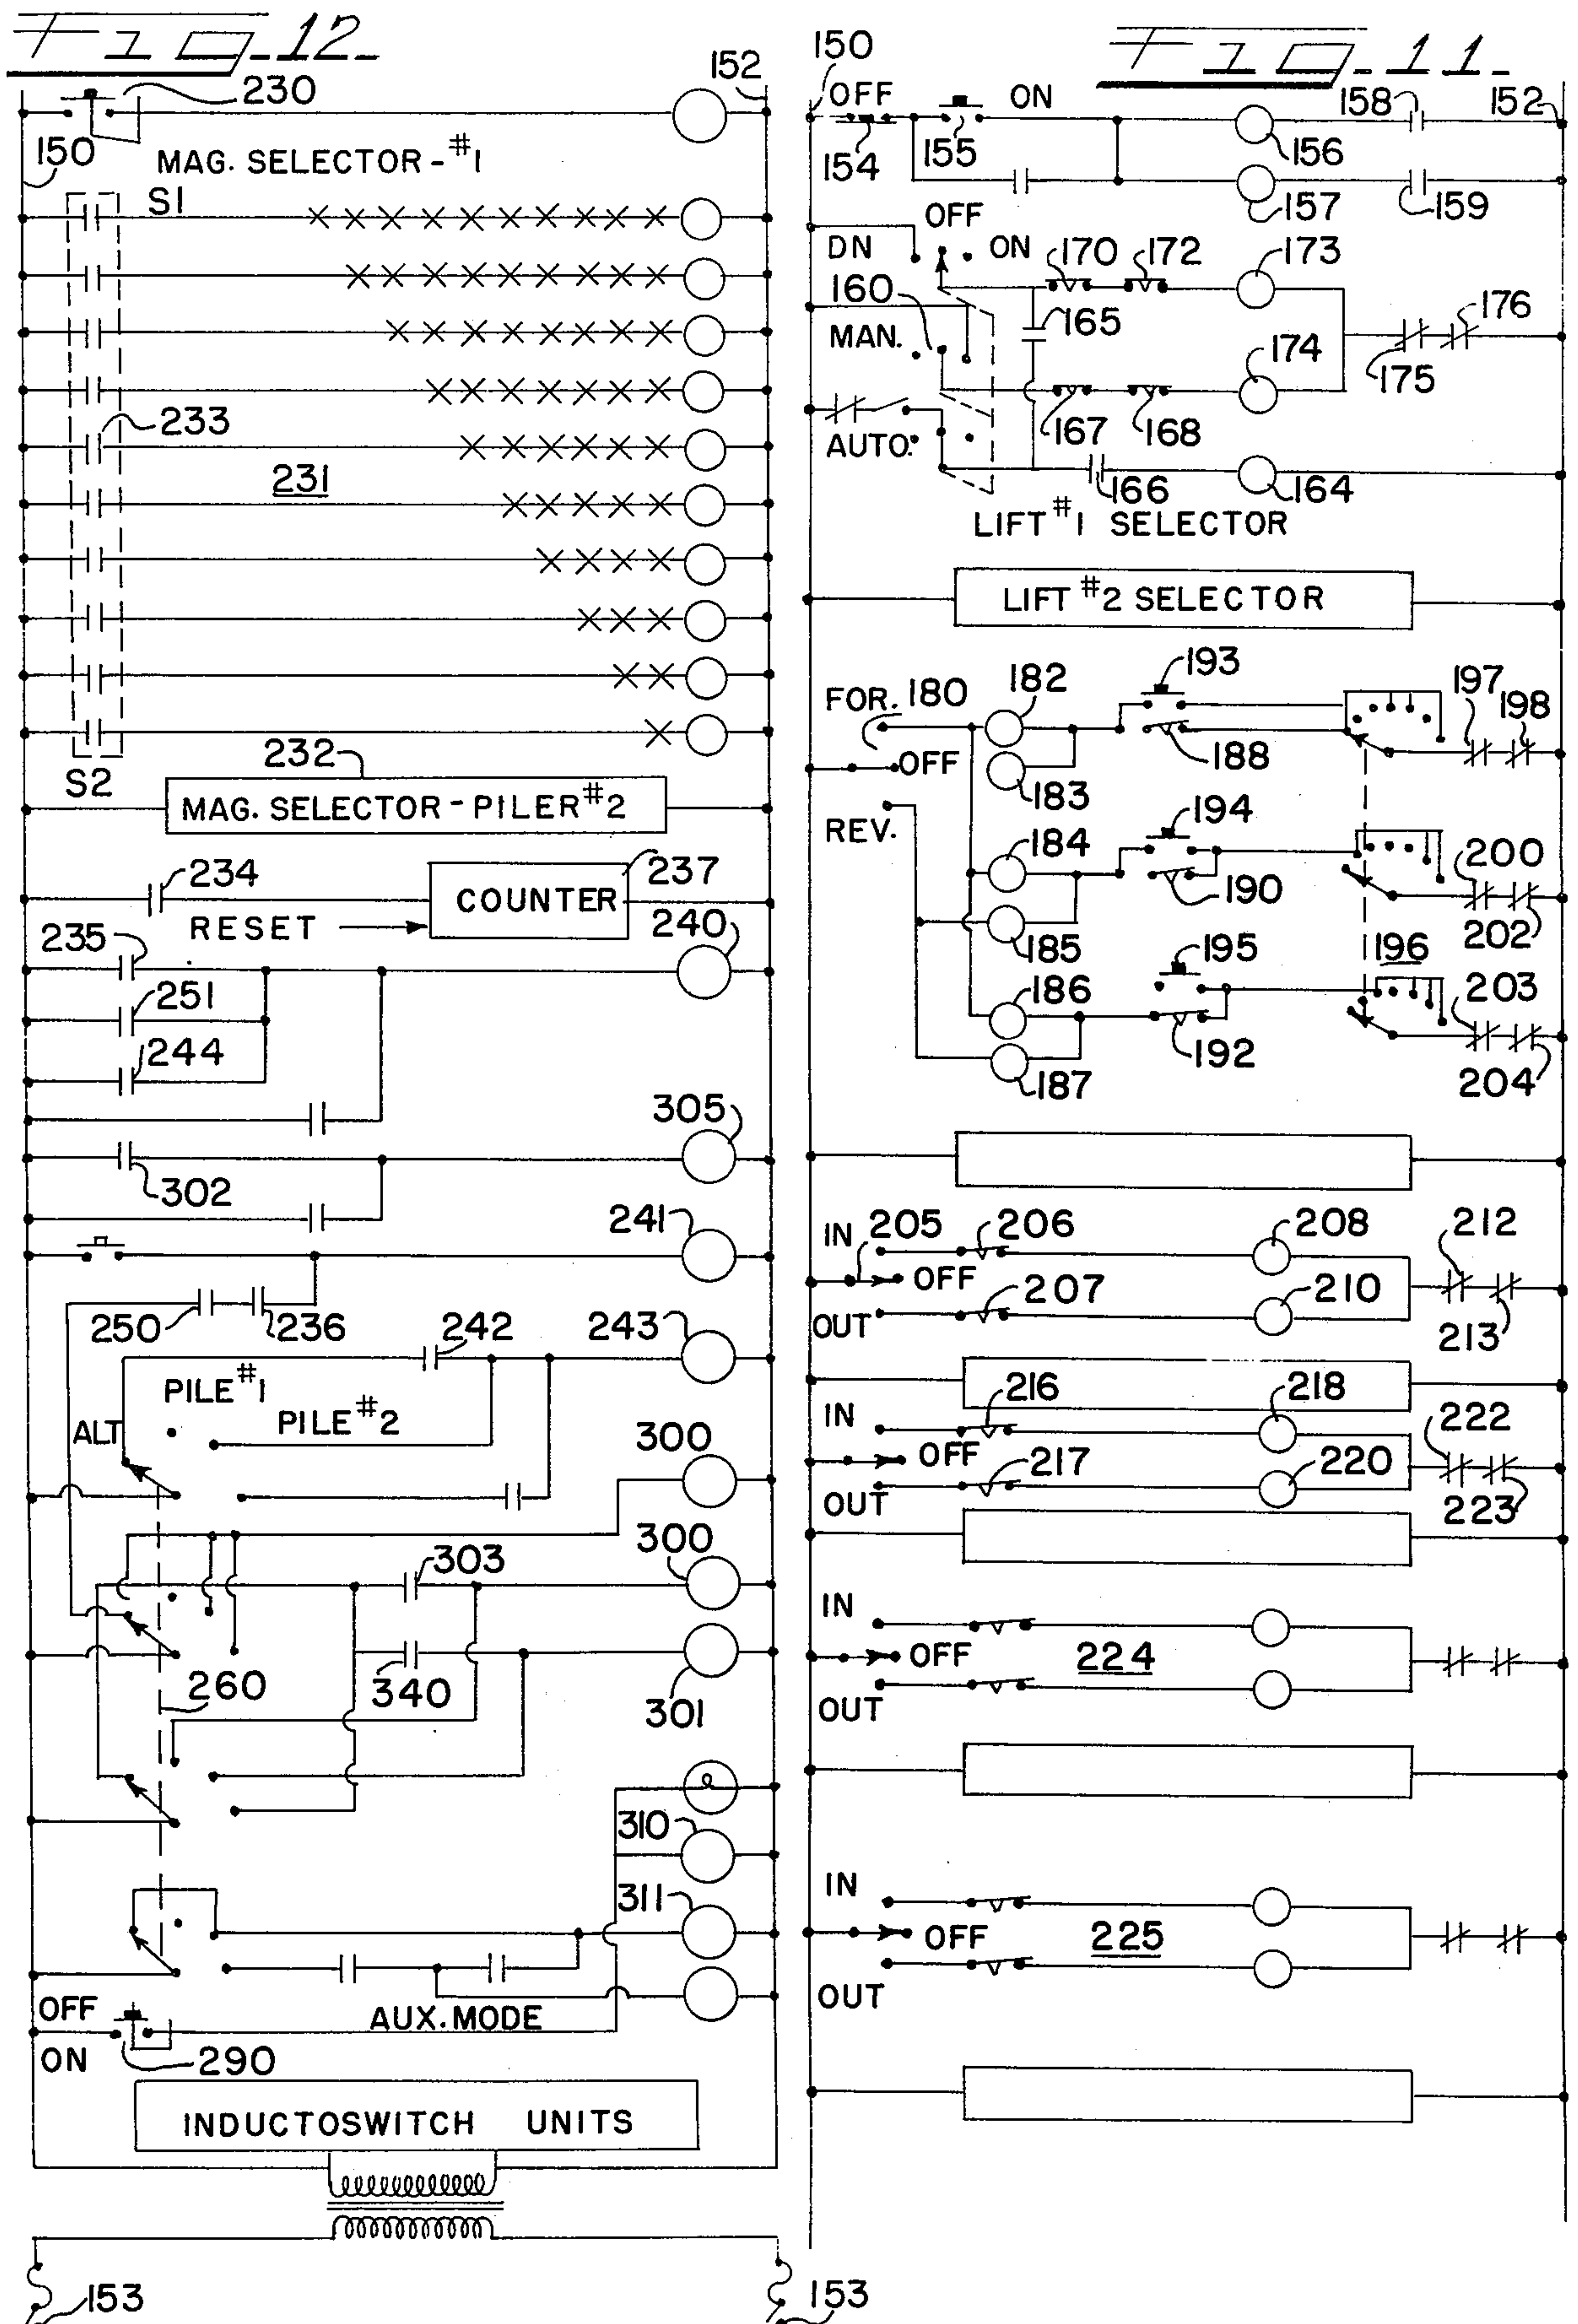 Fig-12-
152
230
150
MAG. SELECTOR-#1
S1
233
231
S2
232
MAG. SELECTOR-PILER #2
234
237
COUNTER
RESET
235
240
251
244
305
302
241
250
236
242
243
PILE #1
PILE #2
ALT
300
303
300
340
301
260
310
311
OFF
AUX. MODE
ON
290
INDUCTOSWITCH UNITS
153
153
Fig-11-
150
OFF
ON
158
152
154
155
156
157
159
OFF
DN
ON
170
172
173
160
165
176
MAN.
174
175
167
168
AUTO.
166
164
LIFT #1 SELECTOR
LIFT #2 SELECTOR
193
FOR.
180
182
197
198
OFF
188
183
REV.
194
184
200
190
202
185
195
196
186
203
192
187
204
IN
205
206
208
212
OFF
207
210
OUT
213
216
218
IN
222
OFF
217
220
OUT
223
IN
OFF
224
OUT
IN
OFF
225
OUT